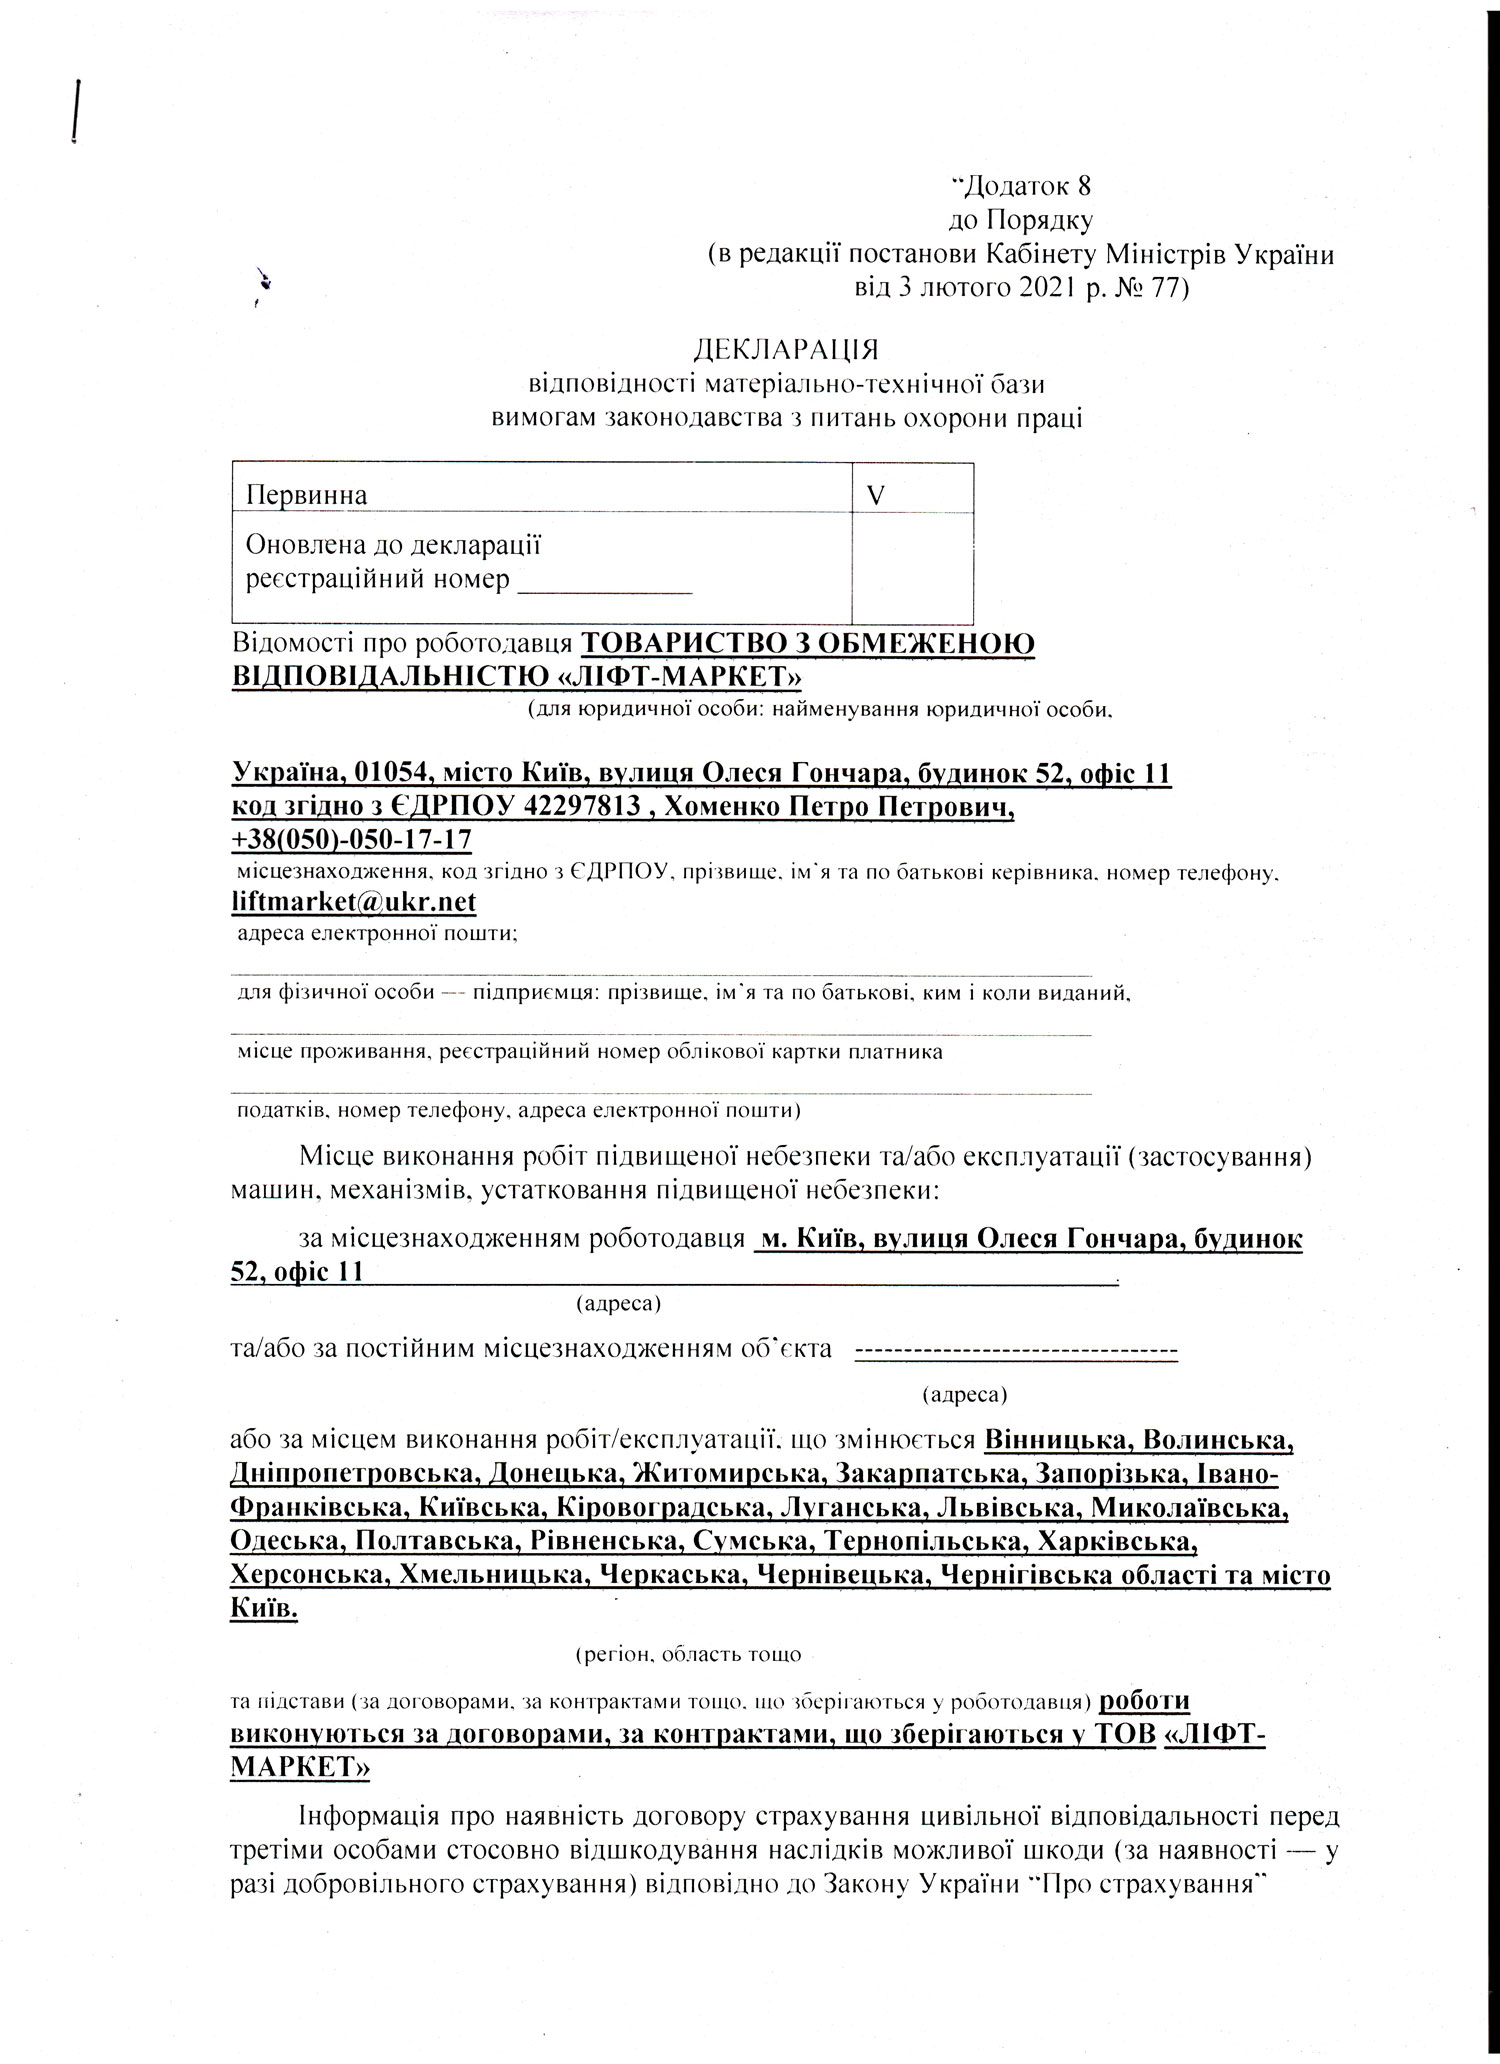 “Додаток 8
до Порядку
(в редакції постанови Кабінету Міністрів України
від 3 лютого 2021 р. № 77)
ДЕКЛАРАЦІЯ
відповідності матеріально-технічної бази
вимогам законодавства з питань охорони праці
Первинна V
Оновлена до декларації
реєстраційний номер ____________
Відомості про роботодавця ТОВАРИСТВО З ОБМЕЖЕНОЮ
ВІДПОВІДАЛЬНІСТЮ «ЛІФТ-МАРКЕТ»
(для юридичної особи: найменування юридичної особи,
Україна, 01054, місто Київ, вулиця Олеся Гончара, будинок 52, офіс 11
код згідно з ЄДРПОУ 42297813 , Хоменко Петро Петрович,
+38(050)-050-17-17
місцезнаходження, код згідно з ЄДРПОУ, прізвище, ім`я та по батькові керівника, номер телефону,
liftmarket@ukr.net
адреса електронної пошти;
для фізичної особи — підприємця: прізвище, ім`я та по батькові, ким і коли виданий,
місце проживання, реєстраційний номер облікової картки платника
податків, номер телефону, адреса електронної пошти)
Місце виконання робіт підвищеної небезпеки та/або експлуатації (застосування)
машин, механізмів, устатковання підвищеної небезпеки:
за місцезнаходженням роботодавця м. Київ, вулиця Олеся Гончара, будинок
52, офіс 11
(адреса)
та/або за постійним місцезнаходженням об`єкта ---------------------------------
(адреса)
або за місцем виконання робіт/експлуатації, що змінюється Вінницька, Волинська,
Дніпропетровська, Донецька, Житомирська, Закарпатська, Запорізька, Івано-
Франківська, Київська, Кіровоградська, Луганська, Львівська, Миколаївська,
Одеська, Полтавська, Рівненська, Сумська, Тернопільська, Харківська,
Херсонська, Хмельницька, Черкаська, Чернівецька, Чернігівська області та місто
Київ.
(регіон, область тощо
та підстави (за договорами, за контрактами тощо, що зберігаються у роботодавця) роботи
виконуються за договорами, за контрактами, що зберігаються у ТОВ «ЛІФТ-
МАРКЕТ»
Інформація про наявність договору страхування цивільної відповідальності перед
третіми особами стосовно відшкодування наслідків можливої шкоди (за наявності — у
разі добровільного страхування) відповідно до Закону України “Про страхування”